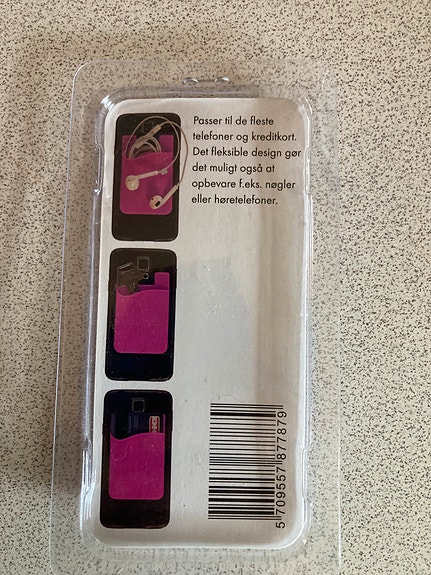 Passer til de fleste
telefoner og kreditkort.
Det fleksible design gør
det muligt også at
opbevare f.eks. nøgler
eller høretelefoner.
5 709557 877879